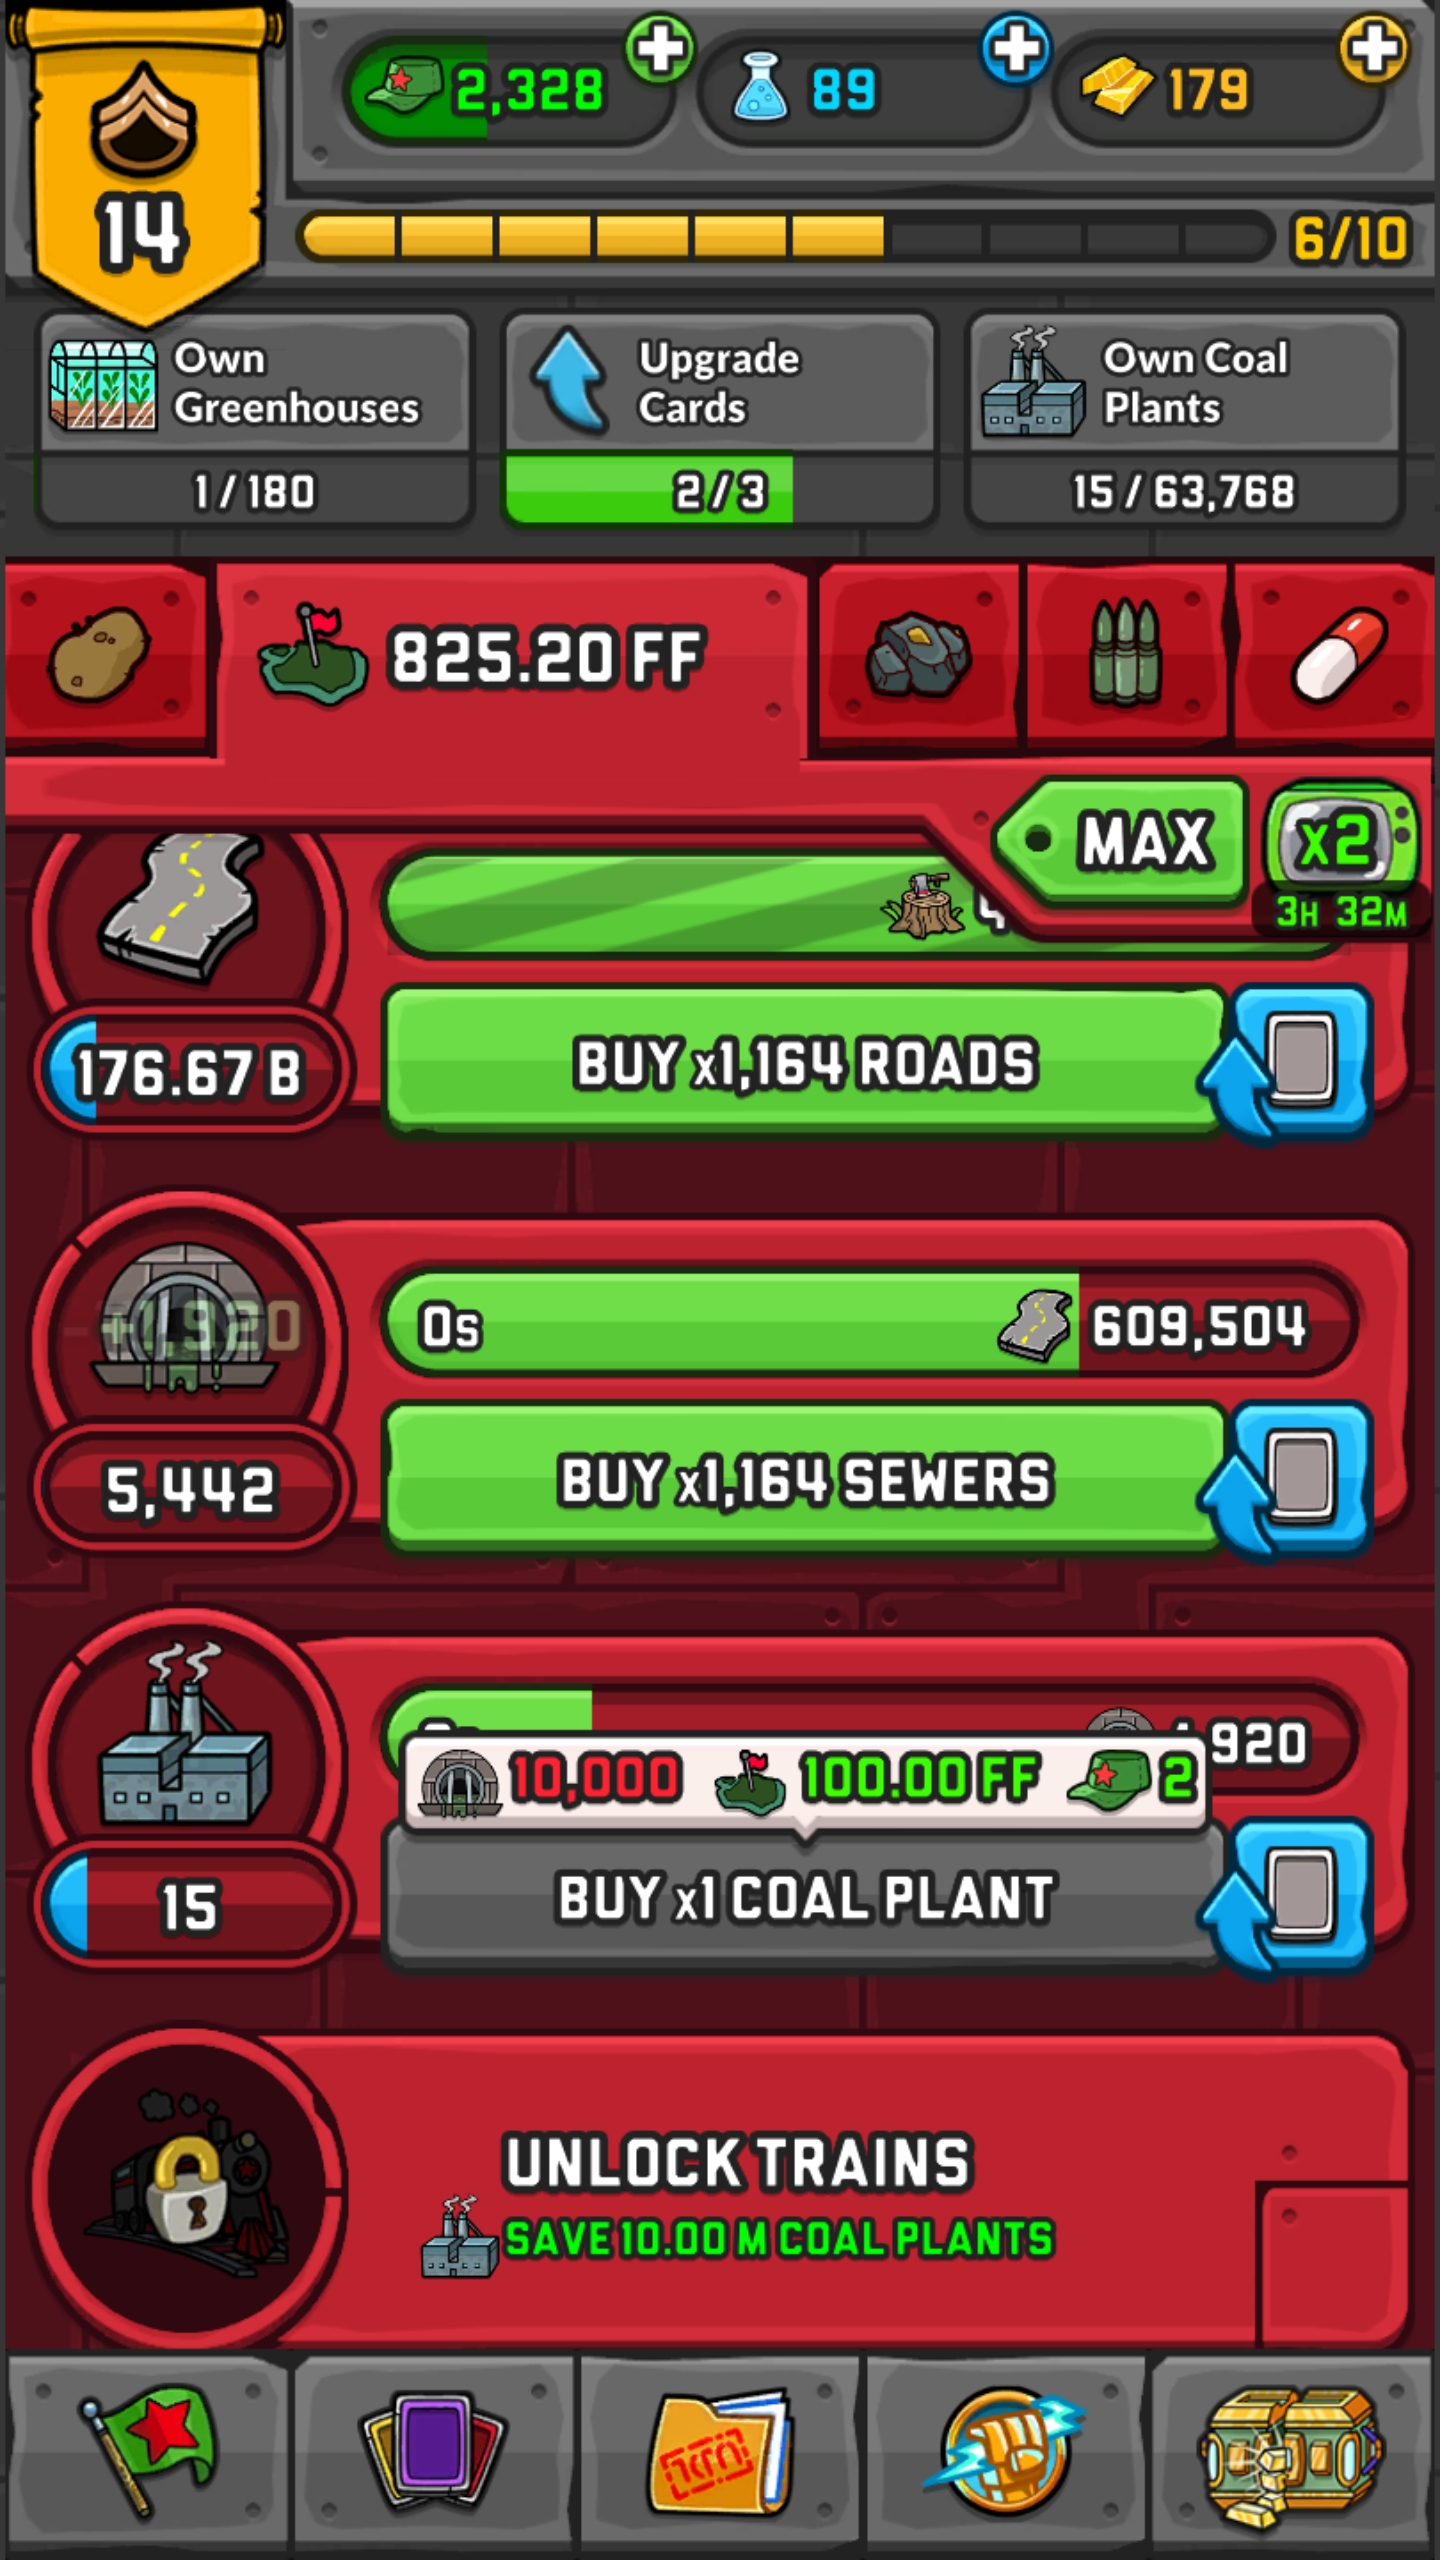 2,328
89
179
14
6/10
Own
Greenhouses
1 / 180
Upgrade
Cards
2 / 3
Own Coal
Plants
15 / 63,768
825.20 FF
MAX
x2
3H 32M
176.67 B
BUY x1,164 ROADS
+1,920
0s
609,504
5,442
BUY x1,164 SEWERS
920
10,000
100.00 FF
2
15
BUY x1 COAL PLANT
UNLOCK TRAINS
SAVE 10.00 M COAL PLANTS